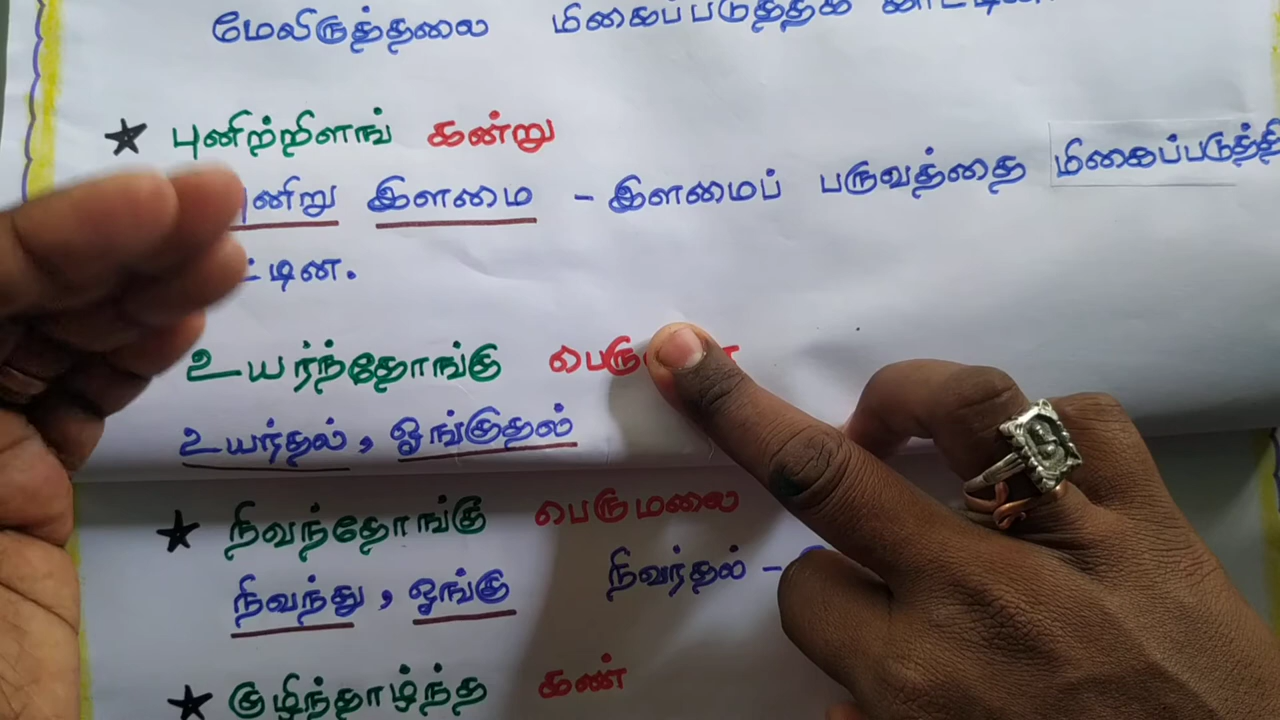 மேலிருத்தலை மிகைப்படுத்திக்
★ புனிற்றிளங் கன்று
இளமை - இளமைப் பருவத்தை மிகைப்படுத்தி
உயர்ந்தோங்கு
உயர்தல் , ஓங்குதல்
★ நிவந்தோங்கு பெருமலை
நிவந்து , ஓங்கு நிவர்தல் -
★ குழிந்தாழ்ந்த கண்